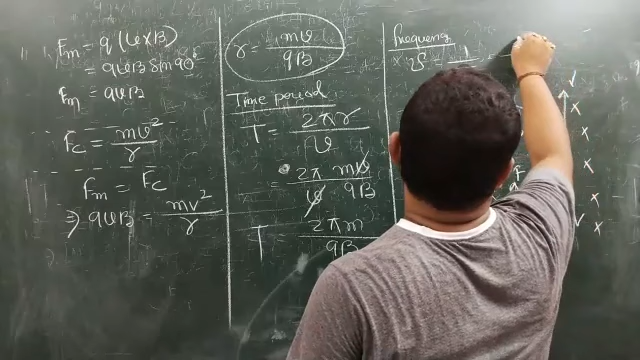 Fm = q (v×B)
= qvB sin 90°
Fm = qvB
Fc = mv²/r
Fm = Fc
⇒ qvB = mv²/r
r = mv/qB
Time period
T = 2πr/v
= 2π mv/v qB
T = 2πm/qB
frequency
ν = 1